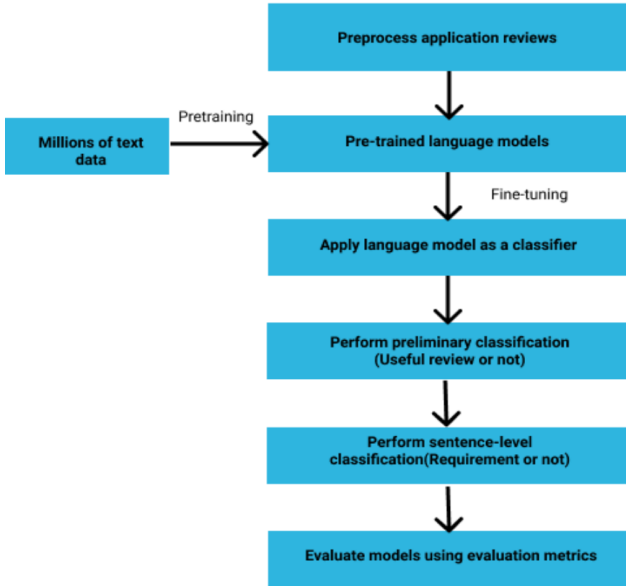 Preprocess application reviews
Pretraining
Millions of text
data
Pre-trained language models
Fine-tuning
Apply language model as a classifier
Perform preliminary classification
(Useful review or not)
Perform sentence-level
classification(Requirement or not)
Evaluate models using evaluation metrics